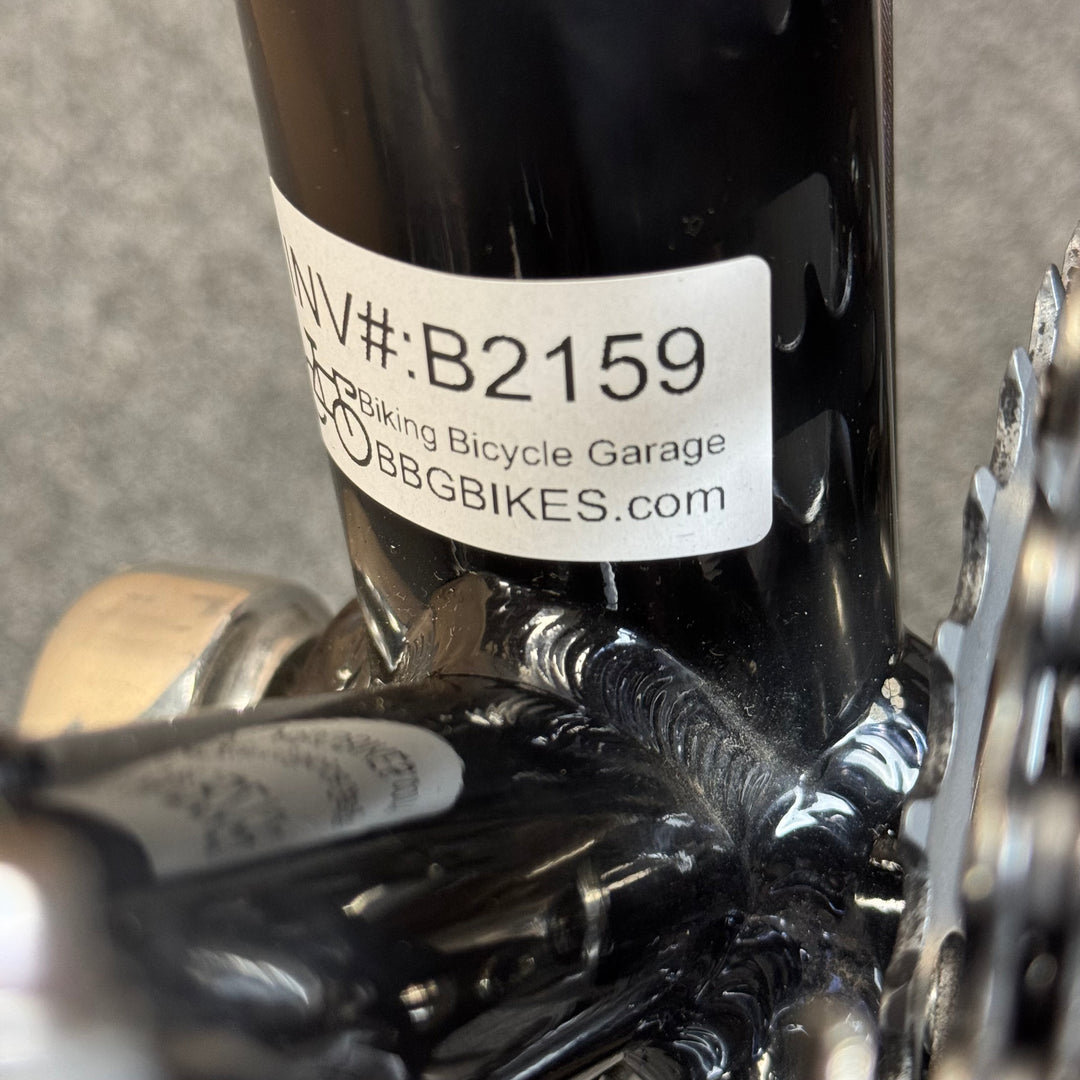 INV#:B2159
Biking Bicycle Garage
BBGBIKES.com